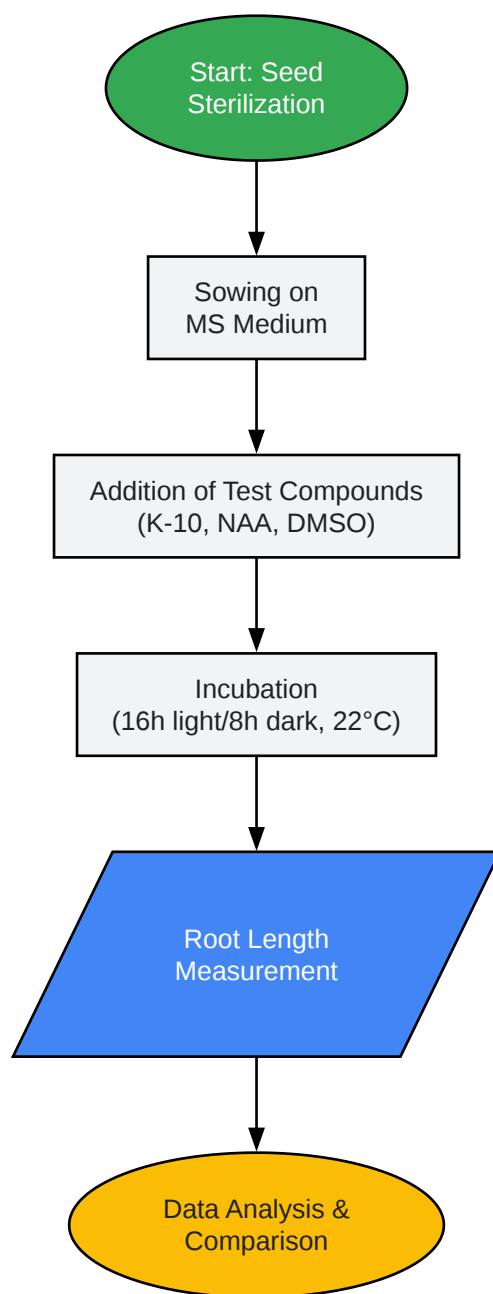 Start: Seed
Sterilization
Sowing on
MS Medium
Addition of Test Compounds
(K-10, NAA, DMSO)
Incubation
(16h light/8h dark, 22°C)
Root Length
Measurement
Data Analysis &
Comparison